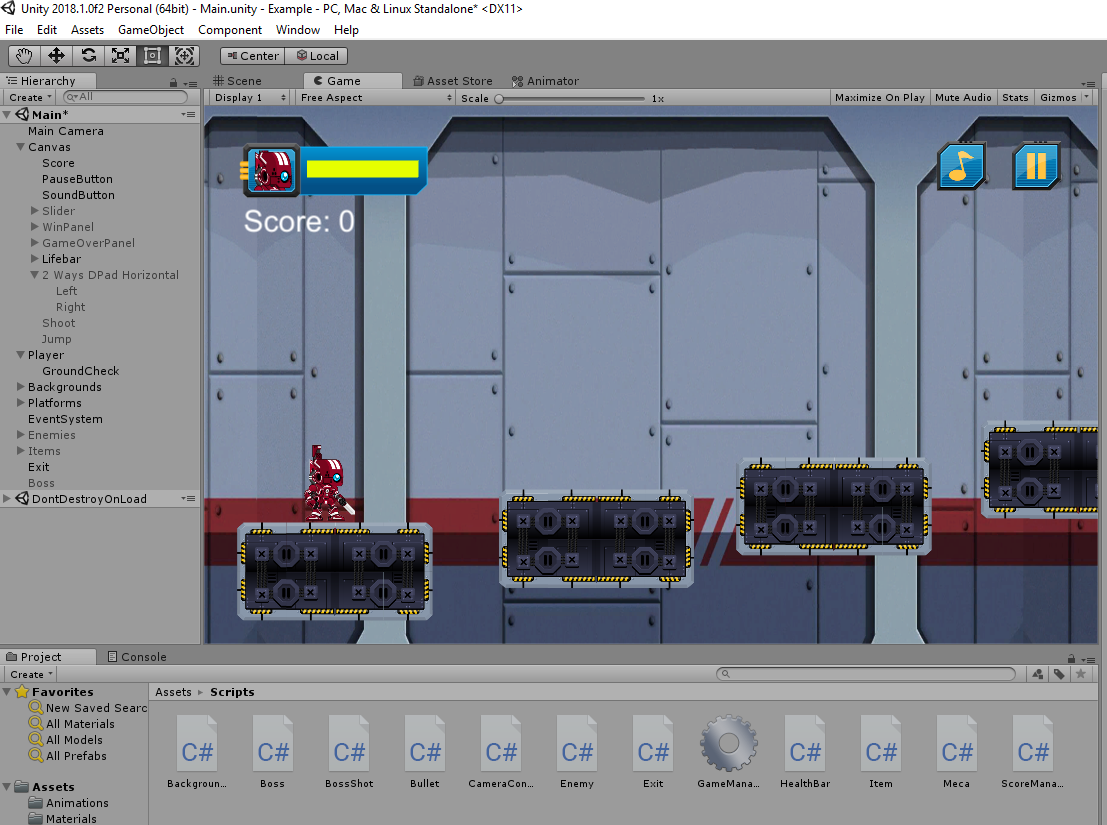 Unity 2018.1.0f2 Personal (64bit) - Main.unity - Example - PC, Mac & Linux Standalone* <DX11>
File Edit Assets GameObject Component Window Help
Center Local
Hierarchy
Create All
Main*
Main Camera
Canvas
Score
PauseButton
SoundButton
Slider
WinPanel
GameOverPanel
Lifebar
2 Ways DPad Horizontal
Left
Right
Shoot
Jump
Player
GroundCheck
Backgrounds
Platforms
EventSystem
Enemies
Items
Exit
Boss
DontDestroyOnLoad
Scene Game Asset Store Animator
Display 1 Free Aspect Scale 1x Maximize On Play Mute Audio Stats Gizmos
Score: 0
Project Console
Create
Favorites
New Saved Searc
All Materials
All Models
All Prefabs
Assets
Animations
Materials
Assets ▸ Scripts
C# C# C# C# C# C# C# C# C# C# C#
Backgroun... Boss BossShot Bullet CameraCon... Enemy Exit GameMana... HealthBar Item Meca ScoreMana...